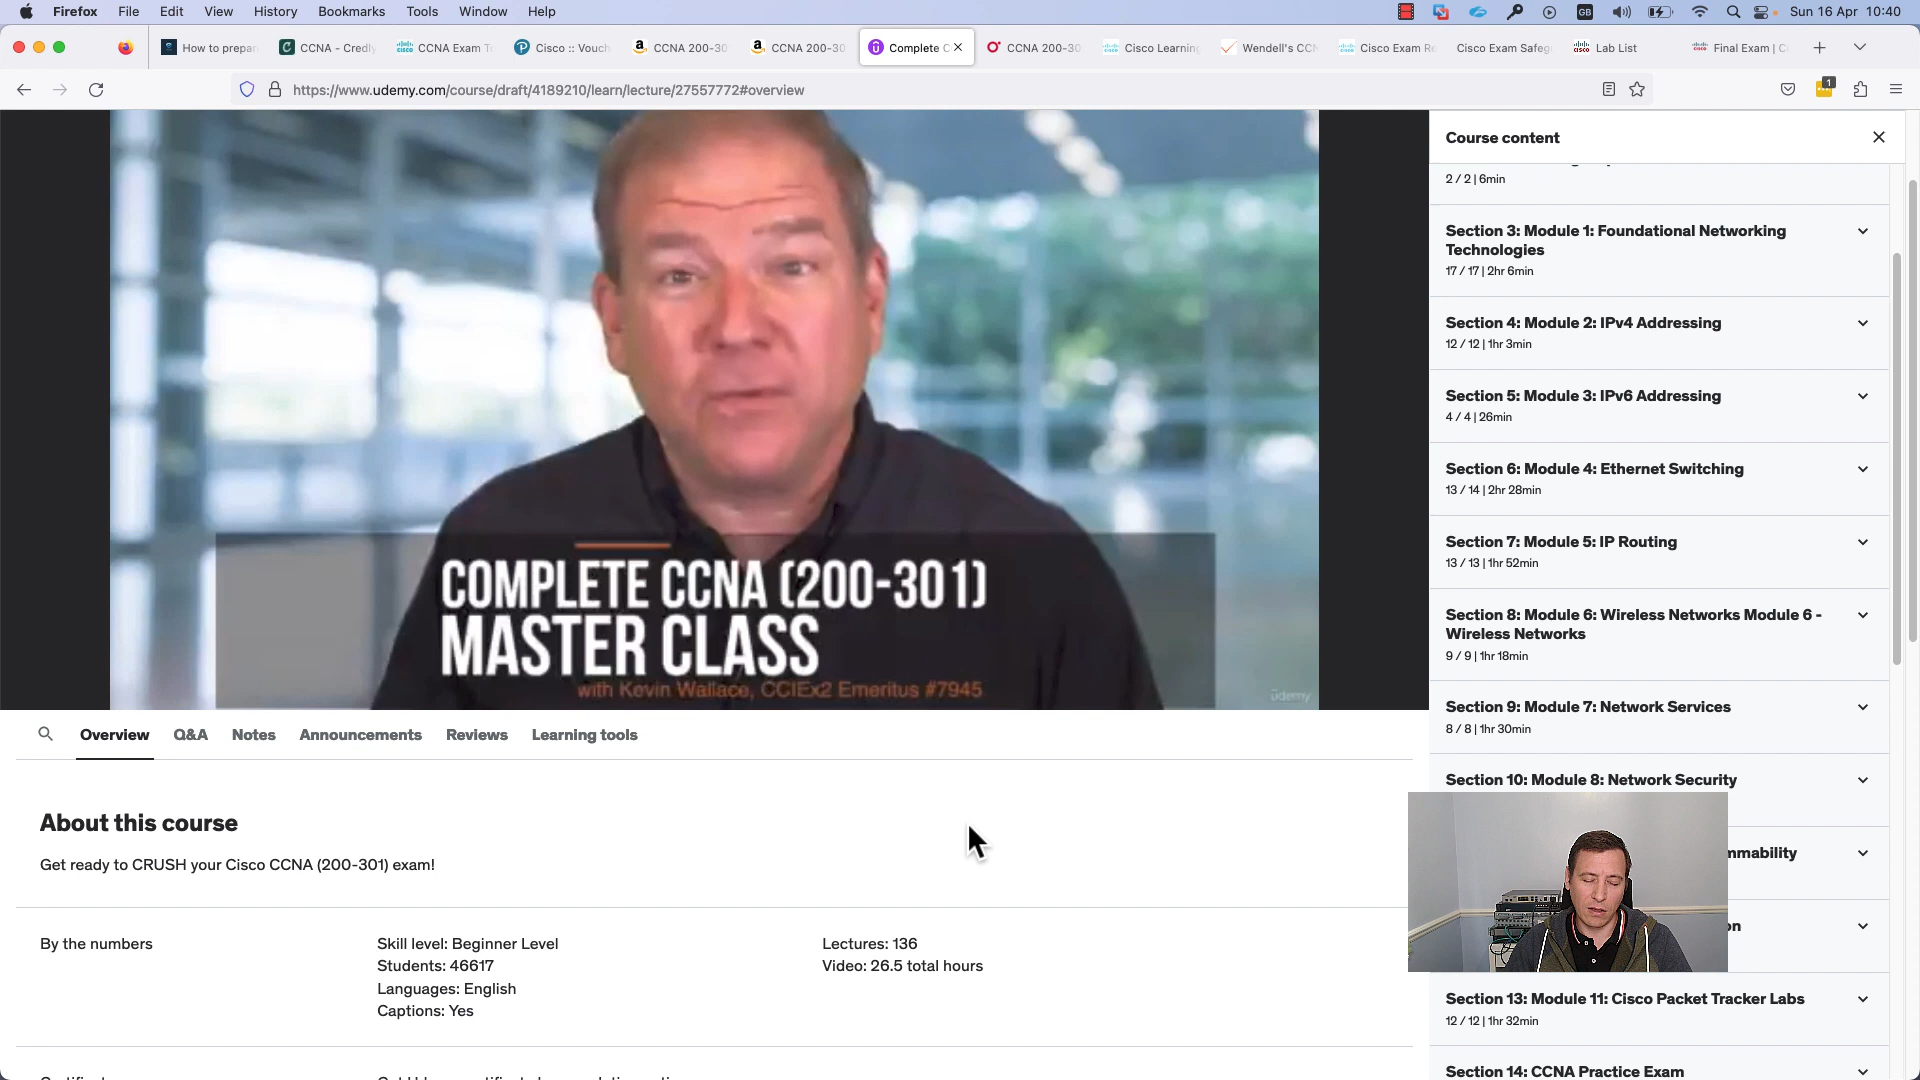 Firefox File Edit View History Bookmarks Tools Window Help
GB Sun 16 Apr 10:40
How to prepar CCNA - Credly CCNA Exam T Cisco :: Vouch CCNA 200-30 CCNA 200-30 Complete C CCNA 200-30 Cisco Learning Wendell's CCN Cisco Exam Re Cisco Exam Safeg Lab List Final Exam | C
https://www.udemy.com/course/draft/4189210/learn/lecture/27557772#overview
1
COMPLETE CCNA (200-301)
MASTER CLASS
with Kevin Wallace, CCIEx2 Emeritus #7945
ûdemy
Course content
2 / 2 | 6min
Section 3: Module 1: Foundational Networking
Technologies
17 / 17 | 2hr 6min
Section 4: Module 2: IPv4 Addressing
12 / 12 | 1hr 3min
Section 5: Module 3: IPv6 Addressing
4 / 4 | 26min
Section 6: Module 4: Ethernet Switching
13 / 14 | 2hr 28min
Section 7: Module 5: IP Routing
13 / 13 | 1hr 52min
Section 8: Module 6: Wireless Networks Module 6 -
Wireless Networks
9 / 9 | 1hr 18min
Section 9: Module 7: Network Services
8 / 8 | 1hr 30min
Section 10: Module 8: Network Security
mmability
on
Section 13: Module 11: Cisco Packet Tracker Labs
12 / 12 | 1hr 32min
Section 14: CCNA Practice Exam
Overview Q&A Notes Announcements Reviews Learning tools
About this course
Get ready to CRUSH your Cisco CCNA (200-301) exam!
By the numbers
Skill level: Beginner Level
Students: 46617
Languages: English
Captions: Yes
Lectures: 136
Video: 26.5 total hours